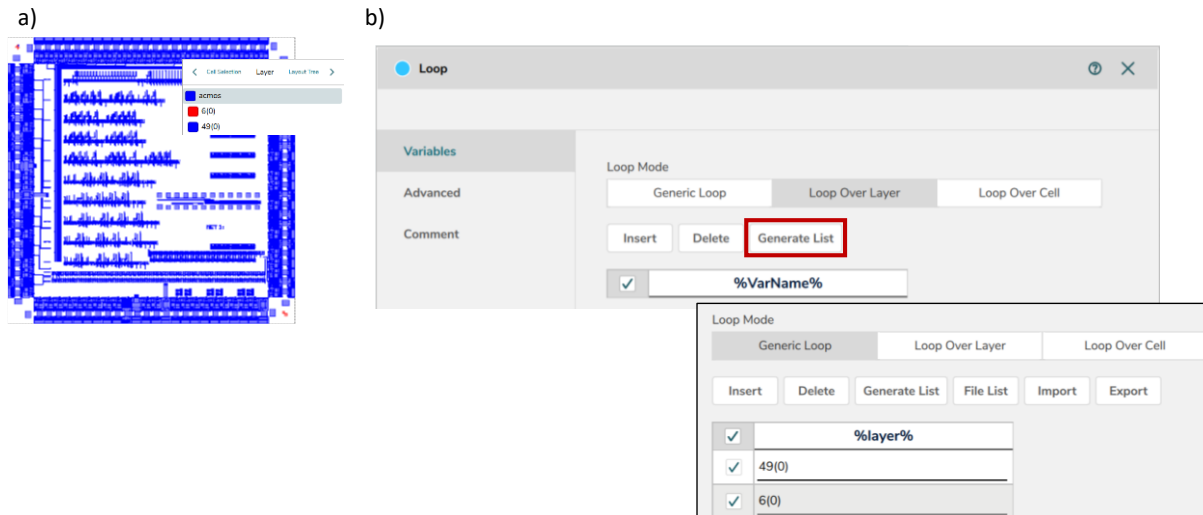 a)
b)
Cell Selection Layer Layout Tree
acmos
6(0)
49(0)
Loop
Variables
Advanced
Comment
Loop Mode
Generic Loop Loop Over Layer Loop Over Cell
Insert Delete Generate List
%VarName%
Loop Mode
Generic Loop Loop Over Layer Loop Over Cell
Insert Delete Generate List File List Import Export
%layer%
49(0)
6(0)